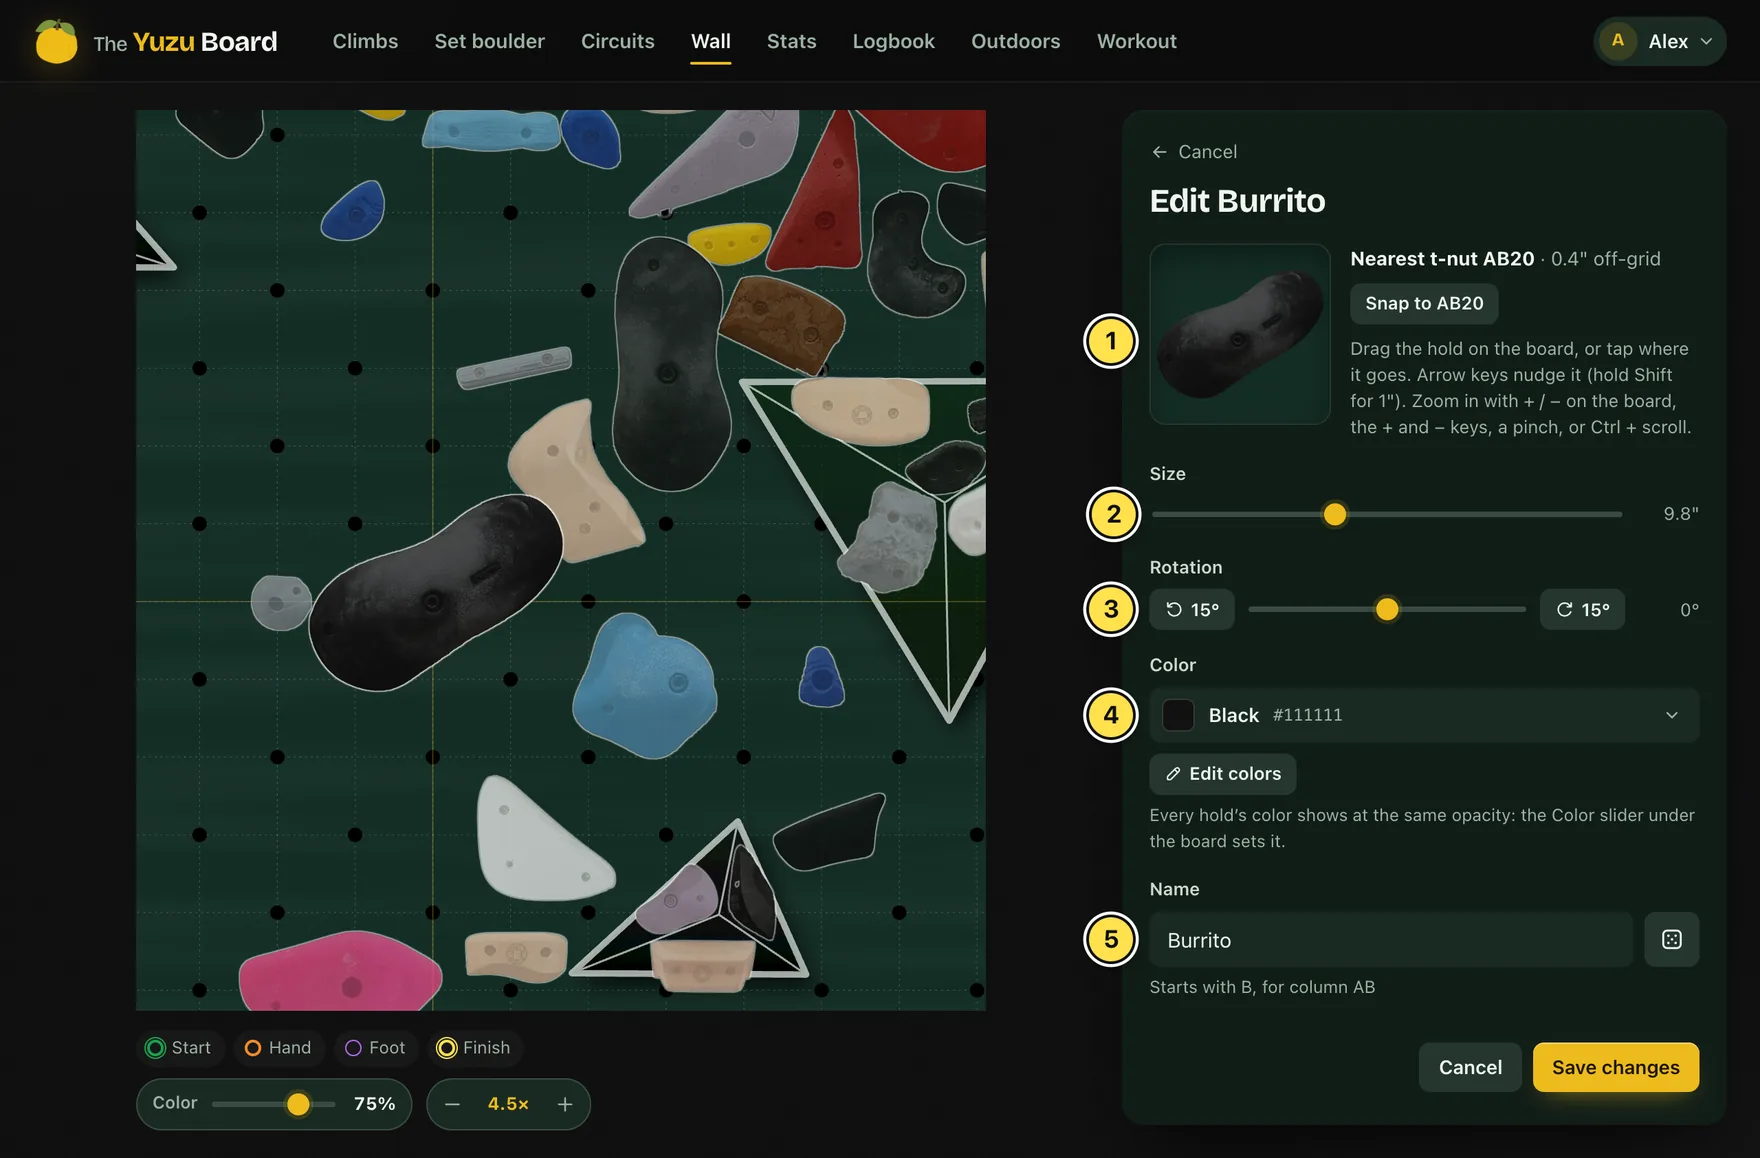 The Yuzu Board
Climbs
Set boulder
Circuits
Wall
Stats
Logbook
Outdoors
Workout
A
Alex
← Cancel
Edit Burrito
1
Nearest t-nut AB20 · 0.4" off-grid
Snap to AB20
Drag the hold on the board, or tap where
it goes. Arrow keys nudge it (hold Shift
for 1"). Zoom in with + / – on the board,
the + and – keys, a pinch, or Ctrl + scroll.
Size
2
9.8"
Rotation
3
15°
15°
0°
Color
4
Black #111111
Edit colors
Every hold’s color shows at the same opacity: the Color slider under
the board sets it.
Name
5
Burrito
Starts with B, for column AB
Cancel
Save changes
Start
Hand
Foot
Finish
Color
75%
− 4.5× +